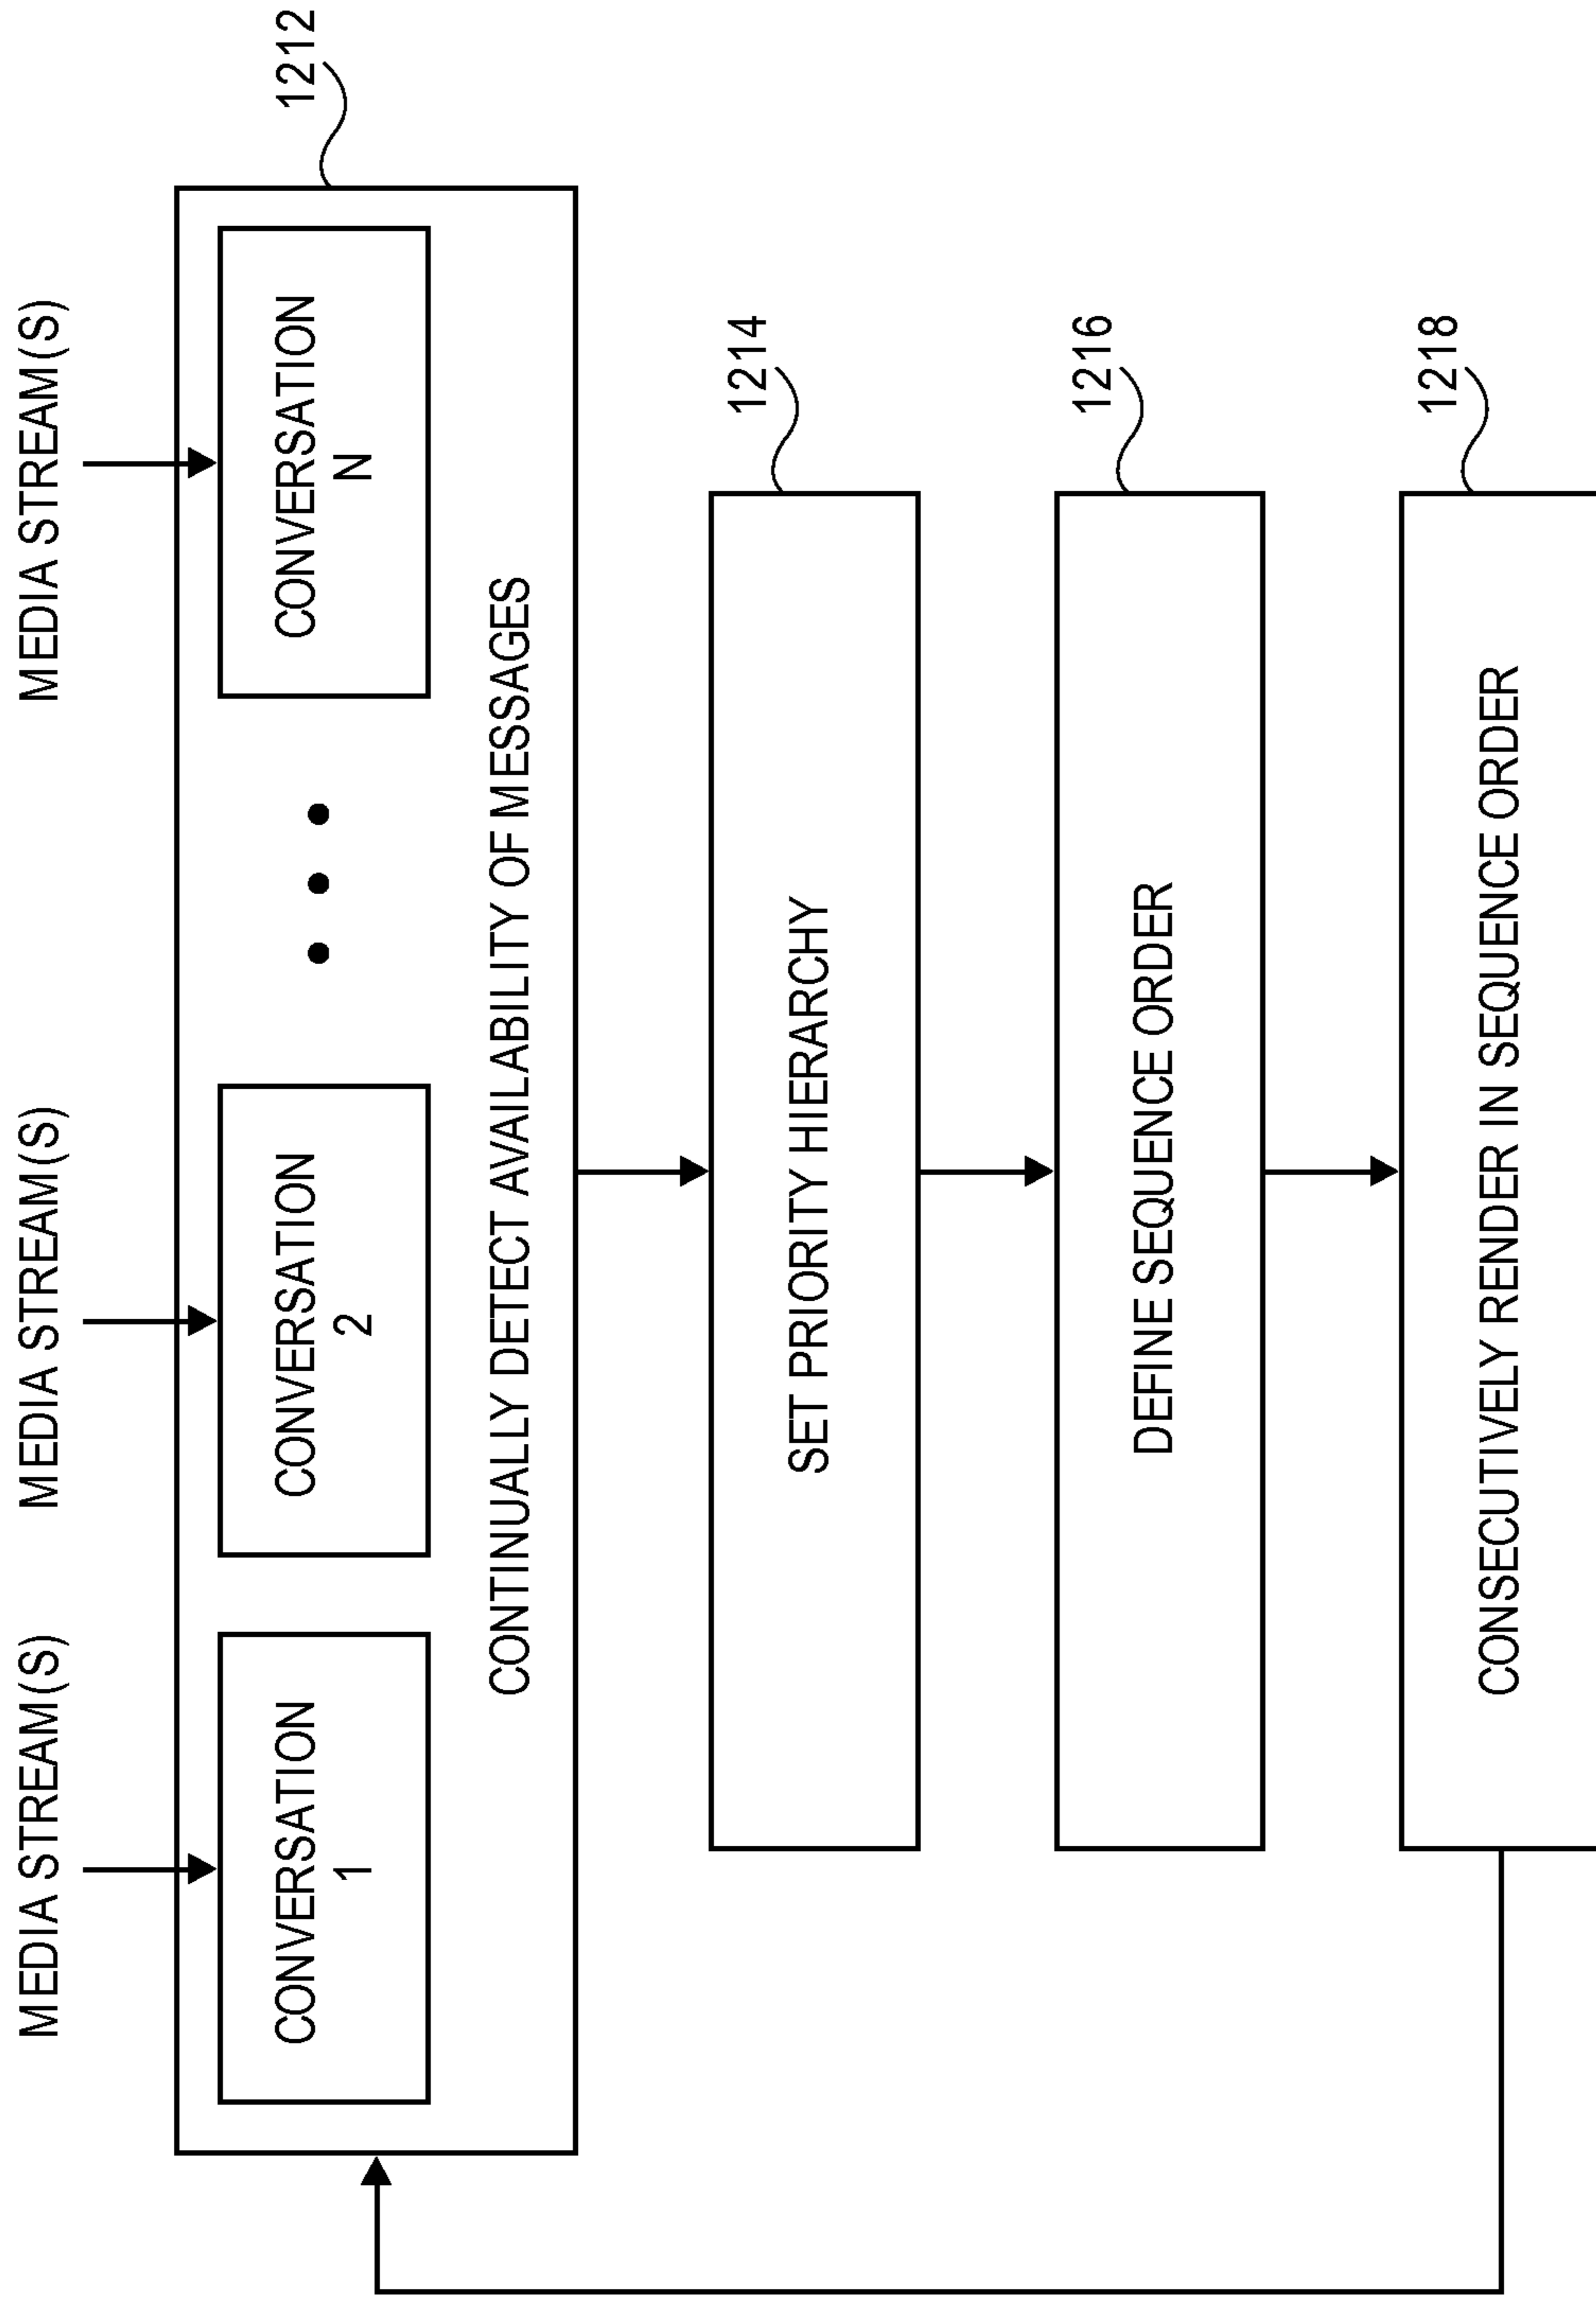 MEDIA STREAM(S) MEDIA STREAM(S) MEDIA STREAM(S)
1212
CONVERSATION
1
CONVERSATION
2
CONVERSATION
N
CONTINUALLY DETECT AVAILABILITY OF MESSAGES
1214
SET PRIORITY HIERARCHY
1216
DEFINE SEQUENCE ORDER
1218
CONSECUTIVELY RENDER IN SEQUENCE ORDER